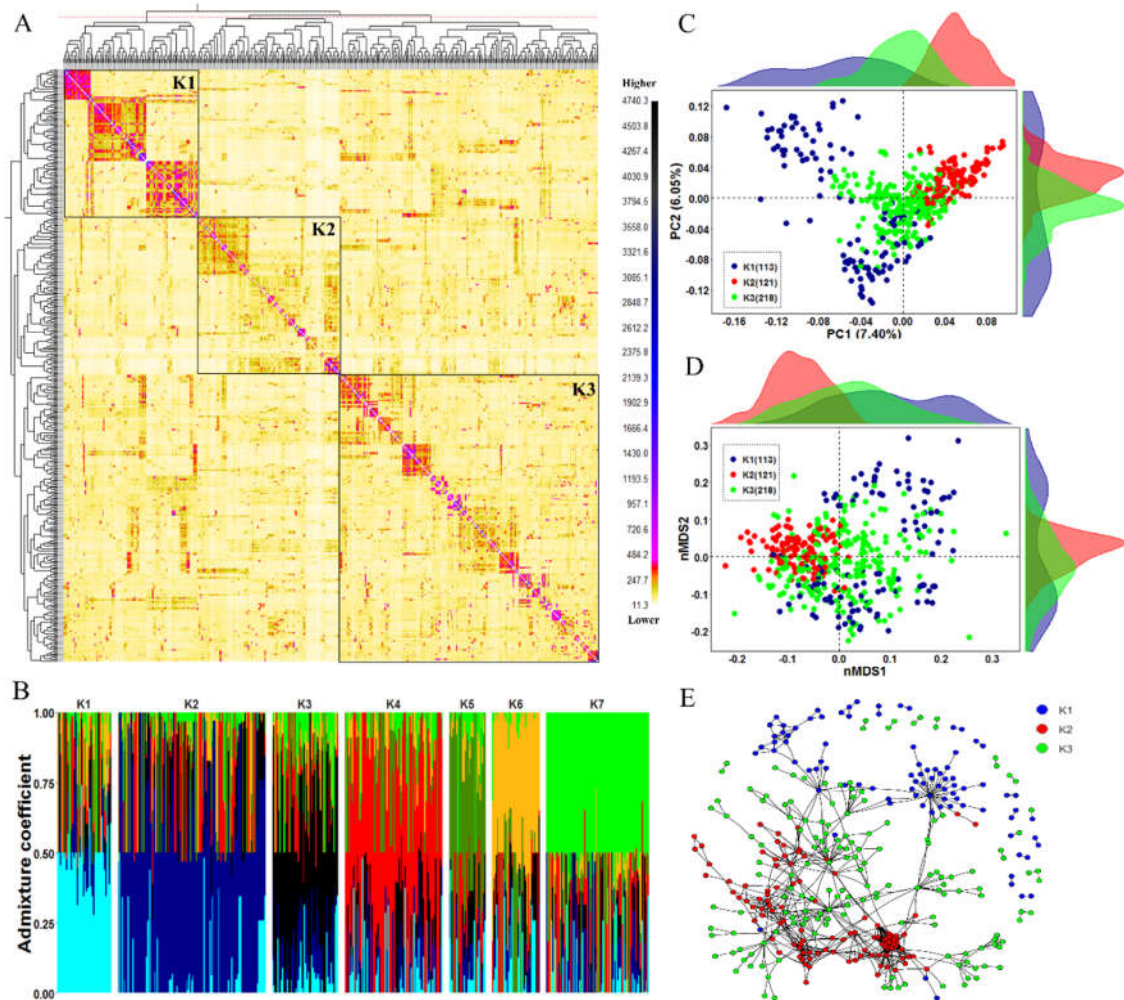 A
K1
K2
K3
Higher
4740.3
4503.8
4267.4
4030.9
3794.5
3558.0
3321.6
3085.1
2848.7
2612.2
2375.8
2139.3
1902.9
1666.4
1430.0
1193.5
957.1
720.6
484.2
247.7
11.3
Lower
C
PC2 (6.05%)
0.12
0.08
0.04
0.00
-0.04
-0.08
-0.12
K1(113)
K2(121)
K3(218)
-0.16 -0.12 -0.08 -0.04 0.00 0.04 0.08
PC1 (7.40%)
D
nMDS2
0.3
0.2
0.1
0.0
-0.1
-0.2
K1(113)
K2(121)
K3(218)
-0.2 -0.1 0.0 0.1 0.2 0.3
nMDS1
B
K1 K2 K3 K4 K5 K6 K7
Admixture coefficient
1.00
0.75
0.50
0.25
0.00
E
K1
K2
K3